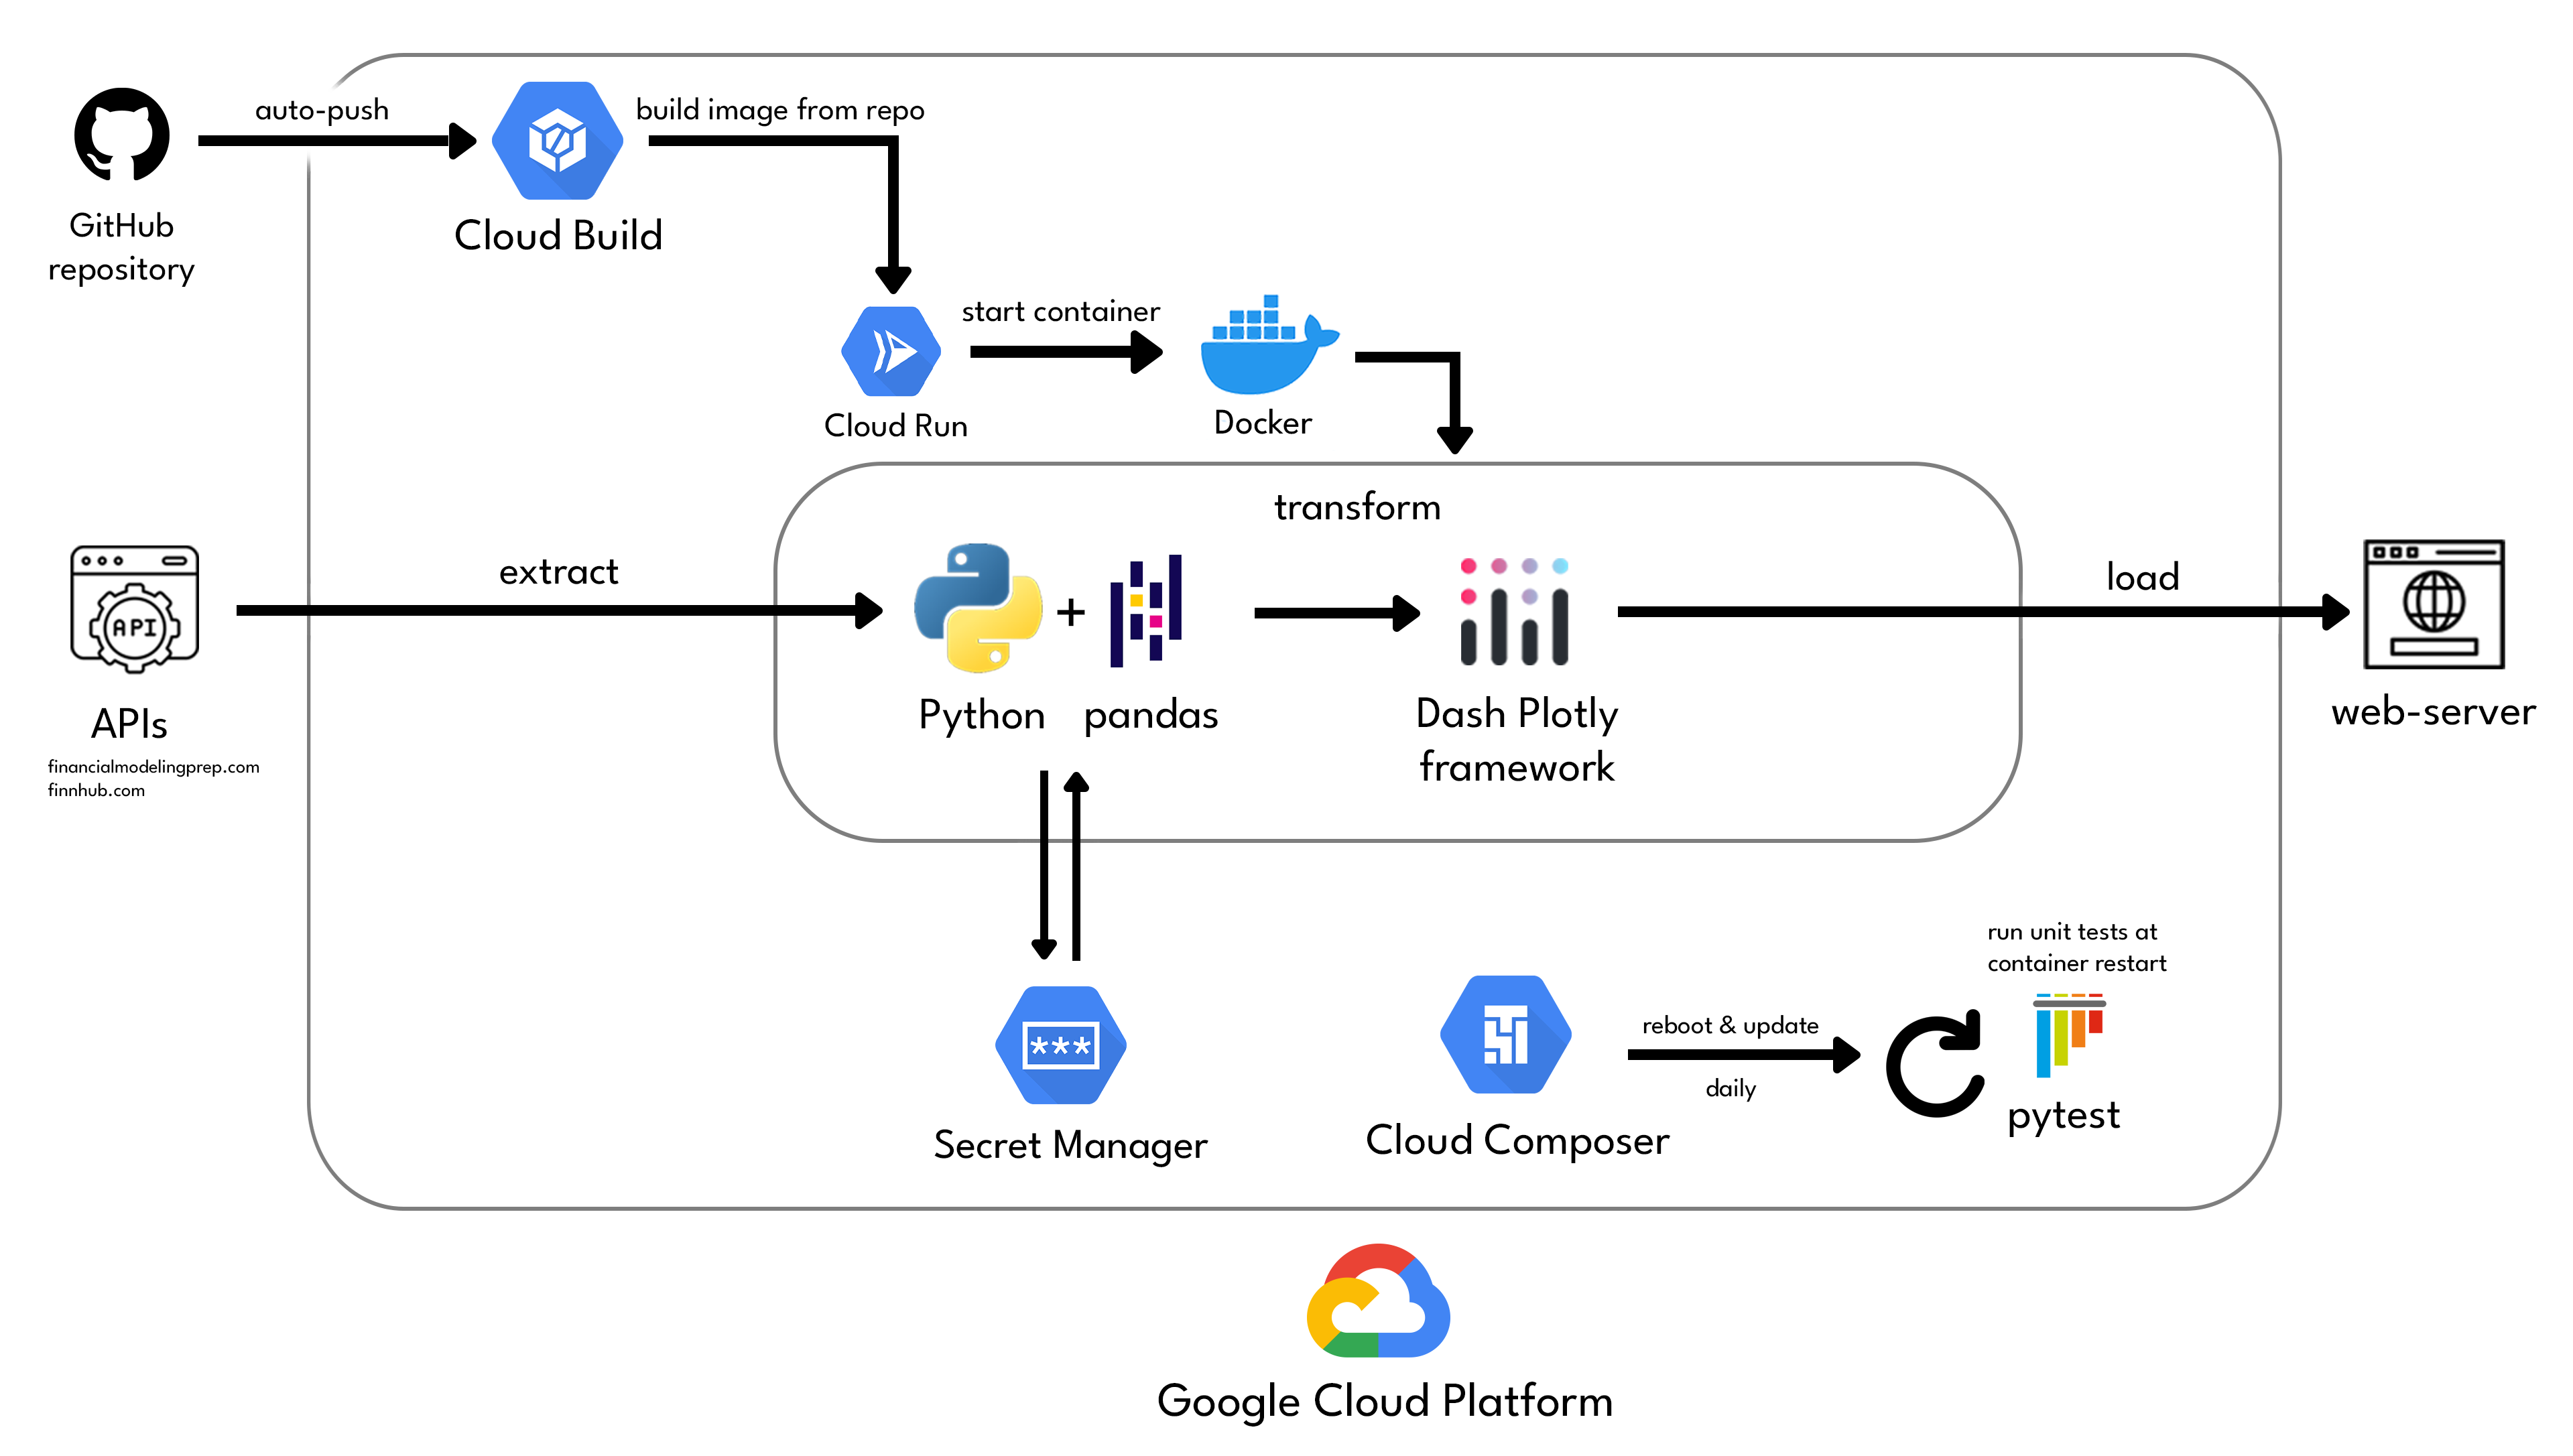 auto-push
build image from repo
GitHub
repository
Cloud Build
start container
Cloud Run
Docker
transform
extract
load
API
+
APIs
financialmodelingprep.com
finnhub.com
Python
pandas
Dash Plotly
framework
web-server
***
Secret Manager
Cloud Composer
reboot & update
daily
run unit tests at
container restart
pytest
Google Cloud Platform